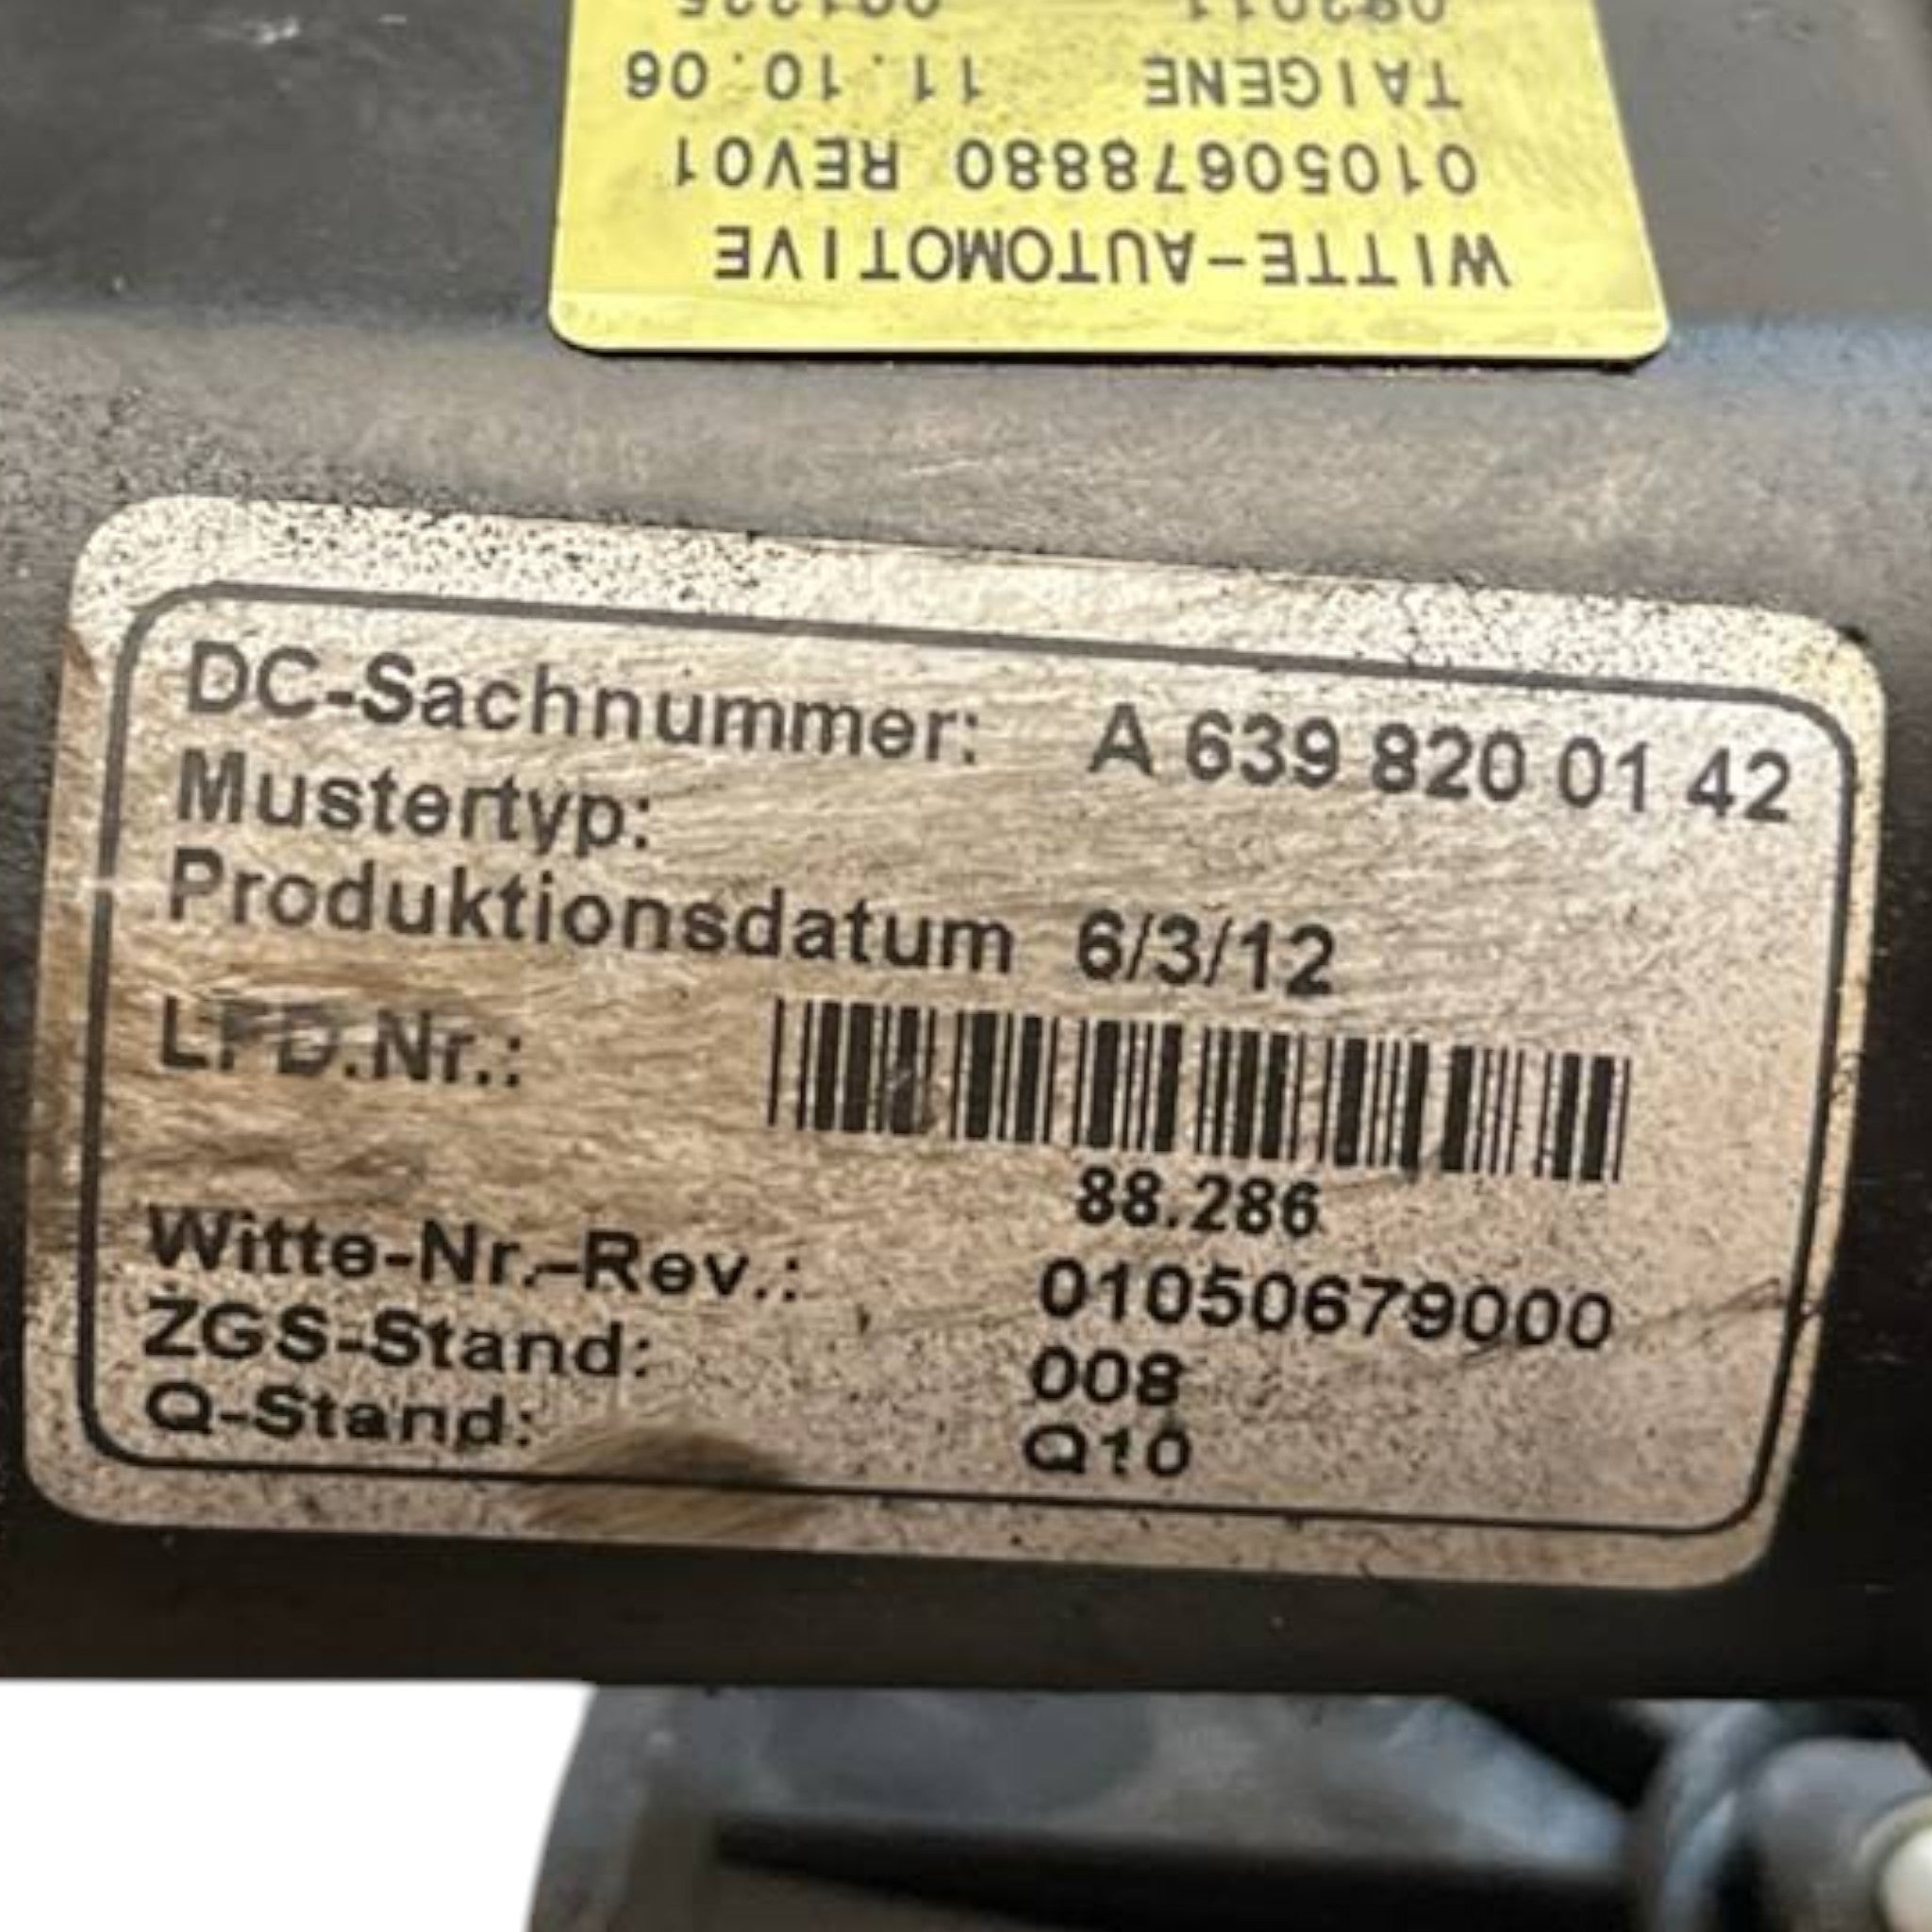 WITTE-AUTOMOTIVE
01050678880 REV01
TAIGENE 11.10.06
DC-Sachnummer: A 639 820 01 42
Mustertyp:
Produktionsdatum 6/3/12
LFD.Nr.:
88.286
Witte-Nr.-Rev.: 01050679000
ZGS-Stand: 008
Q-Stand: Q10